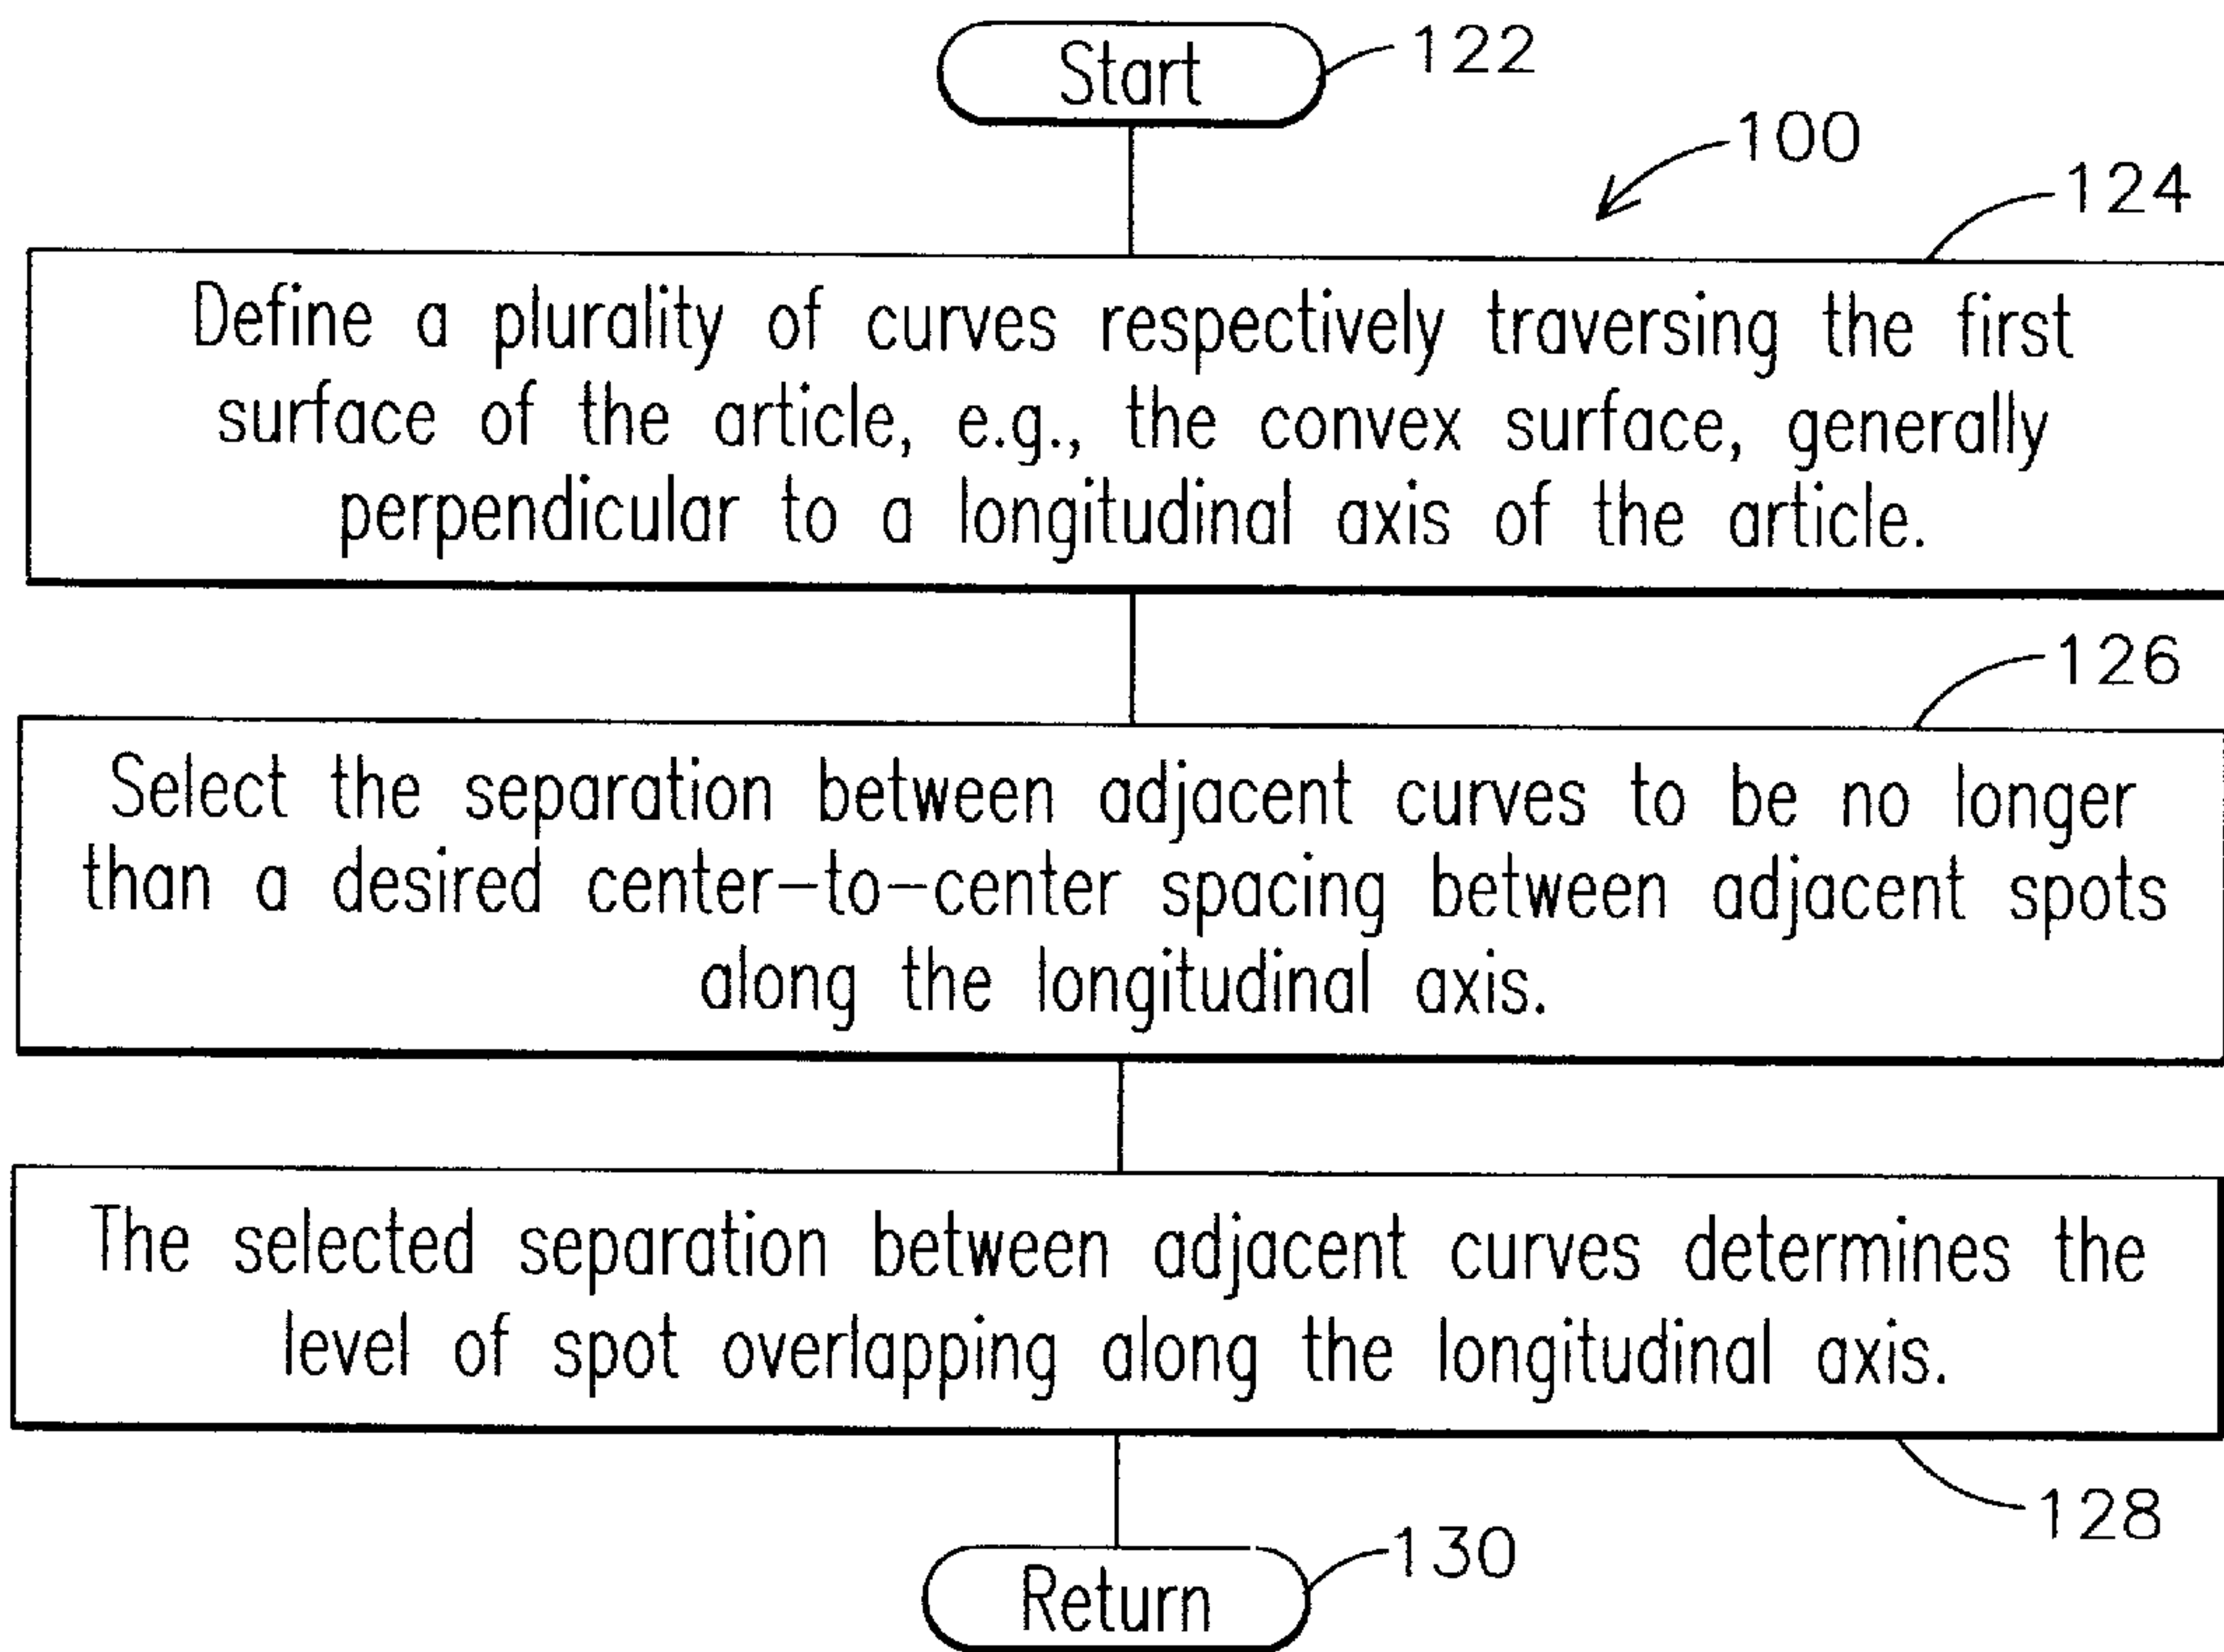 Start
122
100
124
Define a plurality of curves respectively traversing the first
surface of the article, e.g., the convex surface, generally
perpendicular to a longitudinal axis of the article.
126
Select the separation between adjacent curves to be no longer
than a desired center-to-center spacing between adjacent spots
along the longitudinal axis.
The selected separation between adjacent curves determines the
level of spot overlapping along the longitudinal axis.
128
Return
130